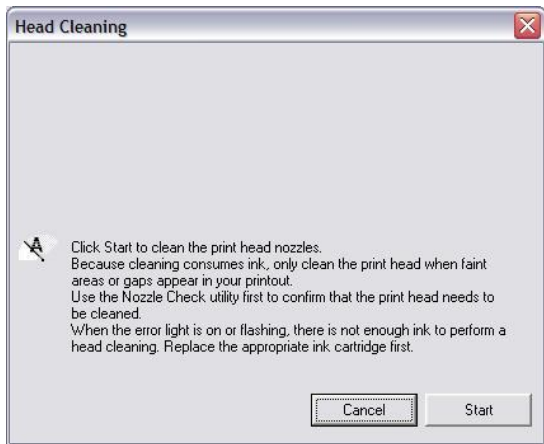 Head Cleaning
Click Start to clean the print head nozzles.
Because cleaning consumes ink, only clean the print head when faint
areas or gaps appear in your printout.
Use the Nozzle Check utility first to confirm that the print head needs to
be cleaned.
When the error light is on or flashing, there is not enough ink to perform a
head cleaning. Replace the appropriate ink cartridge first.
Cancel
Start